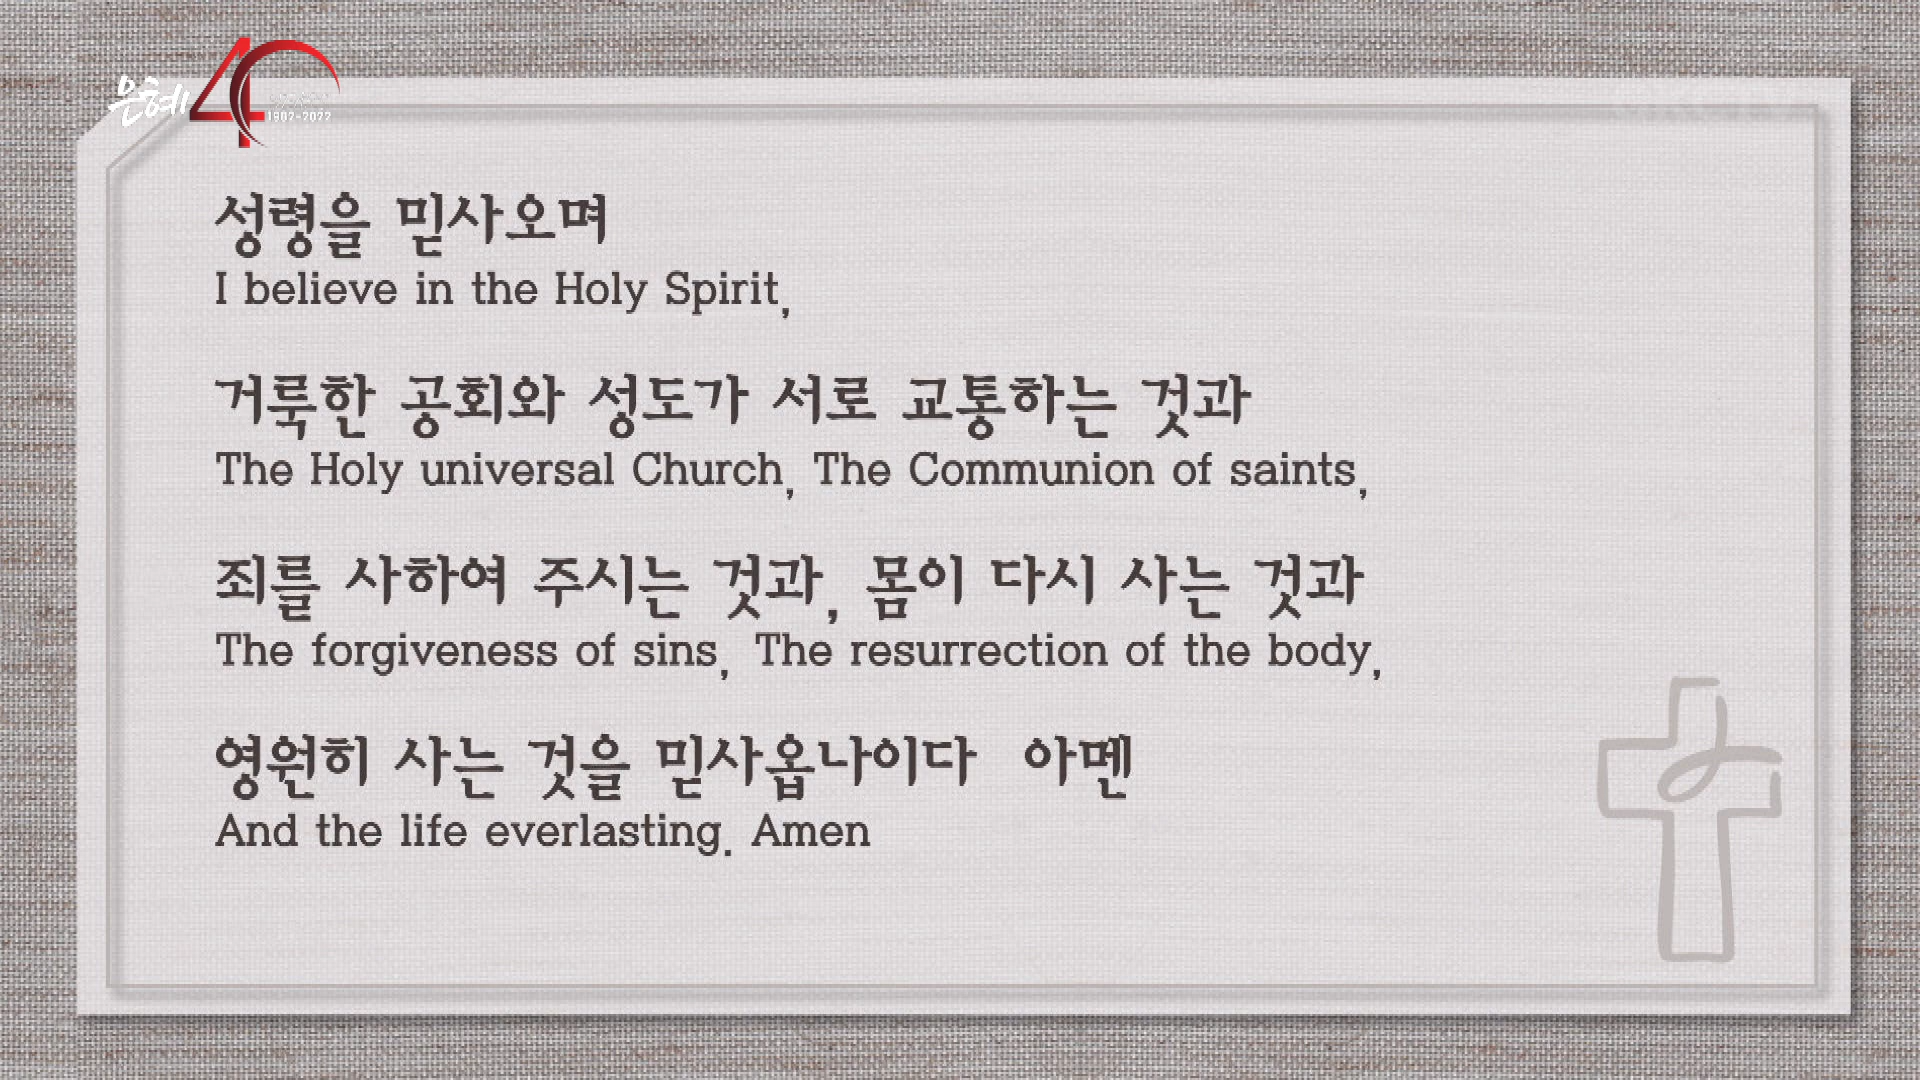 은혜 40
성령을 믿사오며
I believe in the Holy Spirit,
거룩한 공회와 성도가 서로 교통하는 것과
The Holy universal Church, The Communion of saints,
죄를 사하여 주시는 것과, 몸이 다시 사는 것과
The forgiveness of sins, The resurrection of the body,
영원히 사는 것을 믿사옵나이다 아멘
And the life everlasting. Amen